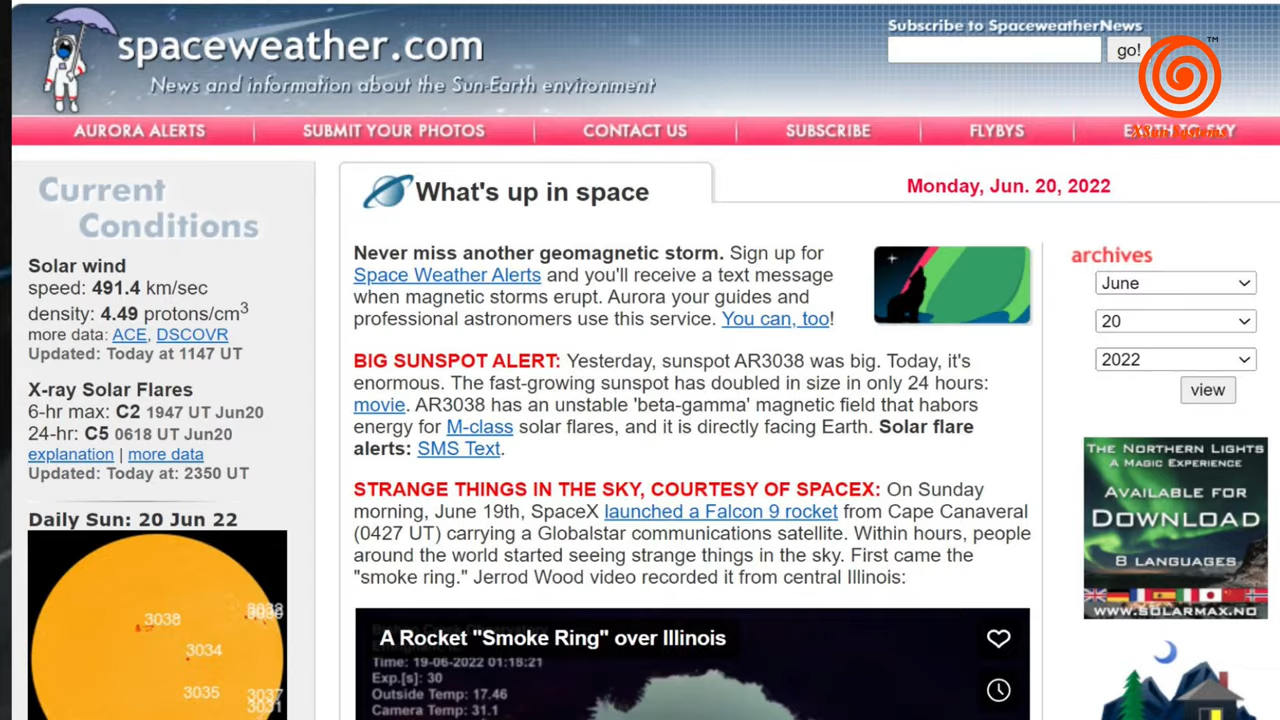 spaceweather.com
News and information about the Sun-Earth environment
Subscribe to SpaceweatherNews
go!
TM
AURORA ALERTS
SUBMIT YOUR PHOTOS
CONTACT US
SUBSCRIBE
FLYBYS
EARTH TO SKY
Current
Conditions
Solar wind
speed: 491.4 km/sec
density: 4.49 protons/cm3
more data: ACE, DSCOVR
Updated: Today at 1147 UT
X-ray Solar Flares
6-hr max: C2 1947 UT Jun20
24-hr: C5 0618 UT Jun20
explanation | more data
Updated: Today at: 2350 UT
Daily Sun: 20 Jun 22
3038
3034
3035
3037
3031
What's up in space
Monday, Jun. 20, 2022
Never miss another geomagnetic storm. Sign up for
Space Weather Alerts and you'll receive a text message
when magnetic storms erupt. Aurora your guides and
professional astronomers use this service. You can, too!
BIG SUNSPOT ALERT: Yesterday, sunspot AR3038 was big. Today, it's
enormous. The fast-growing sunspot has doubled in size in only 24 hours:
movie. AR3038 has an unstable 'beta-gamma' magnetic field that habors
energy for M-class solar flares, and it is directly facing Earth. Solar flare
alerts: SMS Text.
STRANGE THINGS IN THE SKY, COURTESY OF SPACEX: On Sunday
morning, June 19th, SpaceX launched a Falcon 9 rocket from Cape Canaveral
(0427 UT) carrying a Globalstar communications satellite. Within hours, people
around the world started seeing strange things in the sky. First came the
"smoke ring." Jerrod Wood video recorded it from central Illinois:
A Rocket "Smoke Ring" over Illinois
Time: 19-06-2022 01:15:21
Exp.[s]: 30
Outside Temp: 17.46
Camera Temp: 31.1
archives
June
20
2022
view
THE NORTHERN LIGHTS
A MAGIC EXPERIENCE
AVAILABLE FOR
DOWNLOAD
8 LANGUAGES
WWW.SOLARMAX.NO